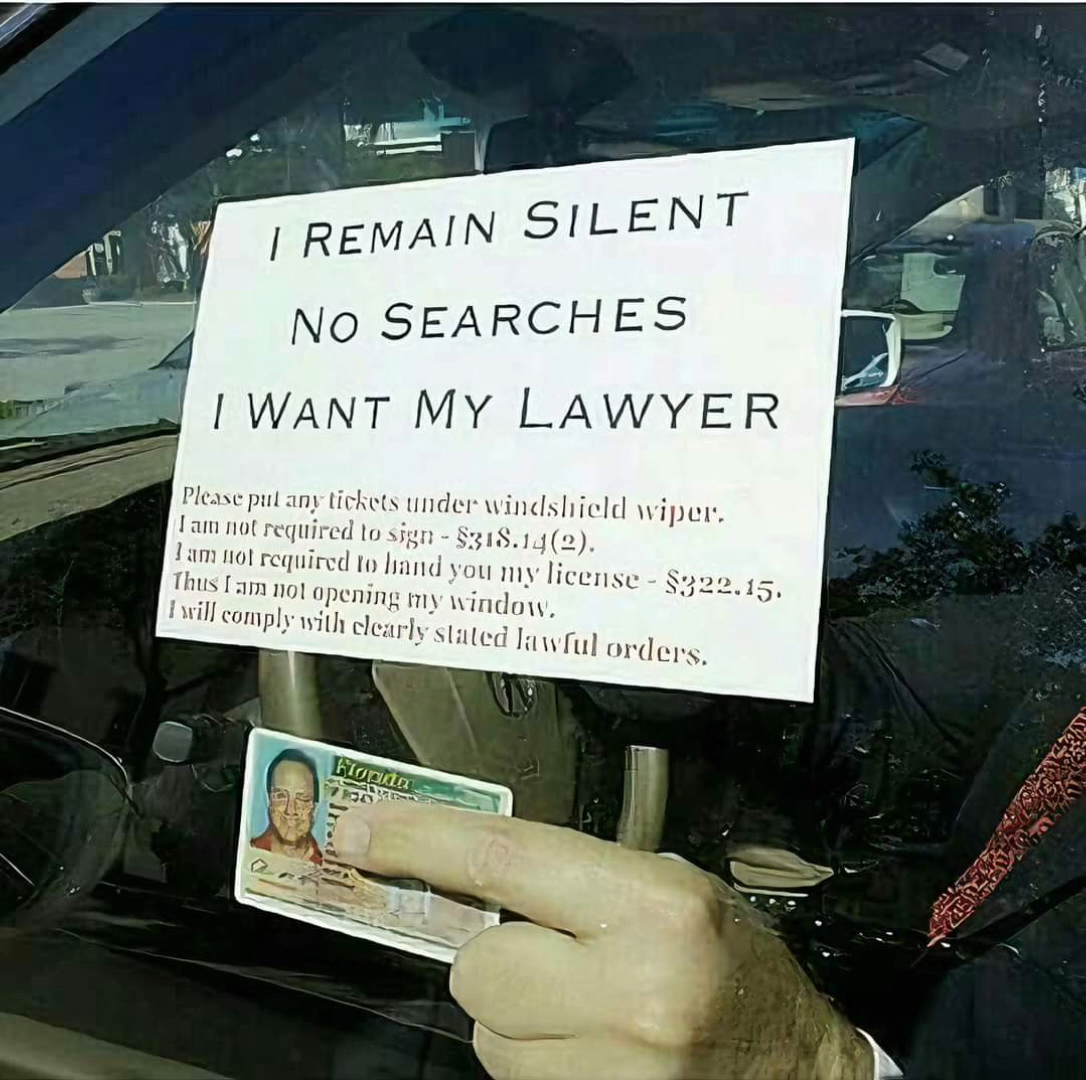 I REMAIN SILENT
NO SEARCHES
I WANT MY LAWYER
Please put any tickets under windshield wiper.
I am not required to sign - §318.14(2).
I am not required to hand you my license - §322.15.
Thus I am not opening my window.
I will comply with clearly stated lawful orders.
Florida